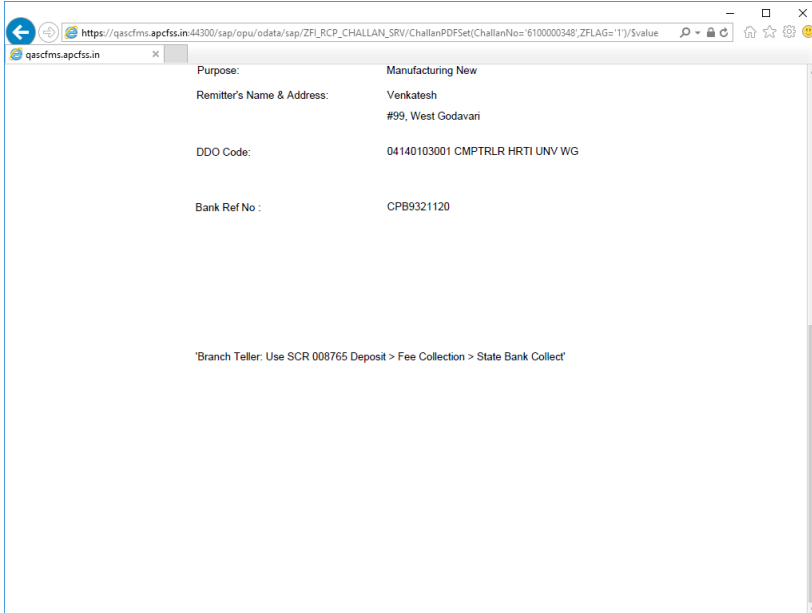 https://qascfms.apcfss.in:44300/sap/opu/odata/sap/ZFI_RCP_CHALLAN_SRV/ChallanPDFSet(ChallanNo='6100000348',ZFLAG='1')/$value
qascfms.apcfss.in
Purpose: Manufacturing New
Remitter's Name & Address: Venkatesh
#99, West Godavari
DDO Code: 04140103001 CMPTRLR HRTI UNV WG
Bank Ref No : CPB9321120
'Branch Teller: Use SCR 008765 Deposit > Fee Collection > State Bank Collect'